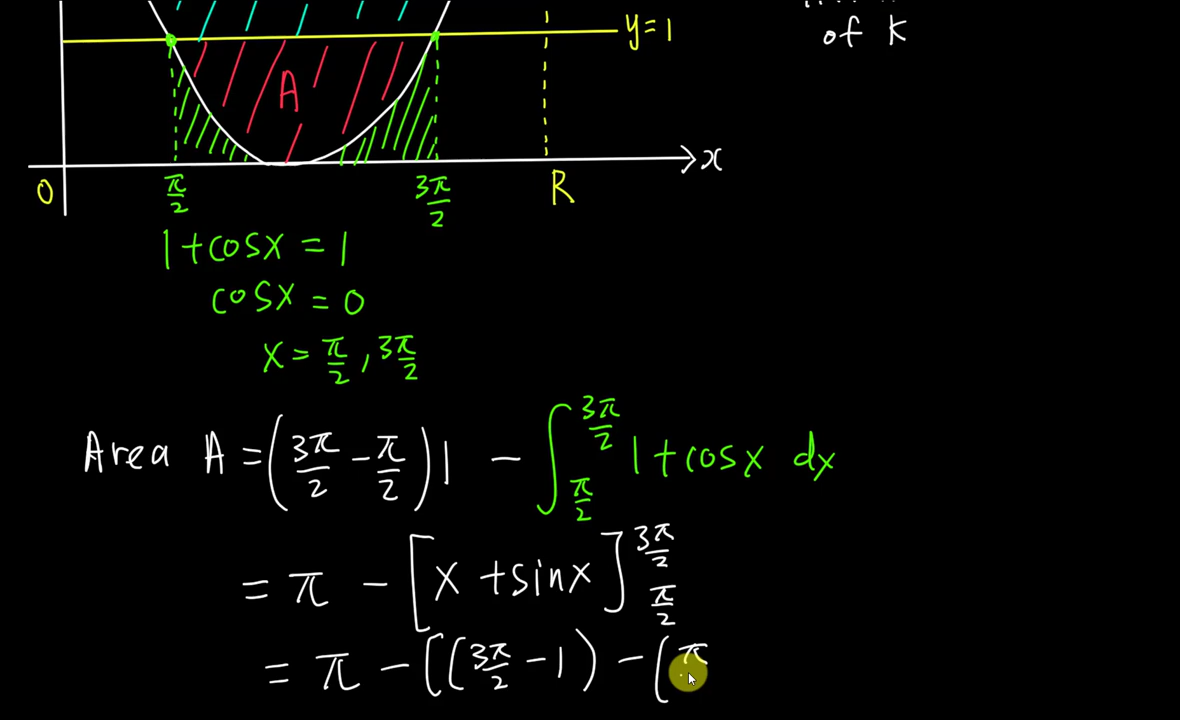 y=1
of K
A
x
0
π/2
3π/2
R
1+cosx = 1
cosx = 0
x = π/2, 3π/2
Area A = (3π/2 - π/2)1 - ∫_{π/2}^{3π/2} 1+cosx dx
= π - [x + sinx]_{π/2}^{3π/2}
= π - [(3π/2 - 1) - (π